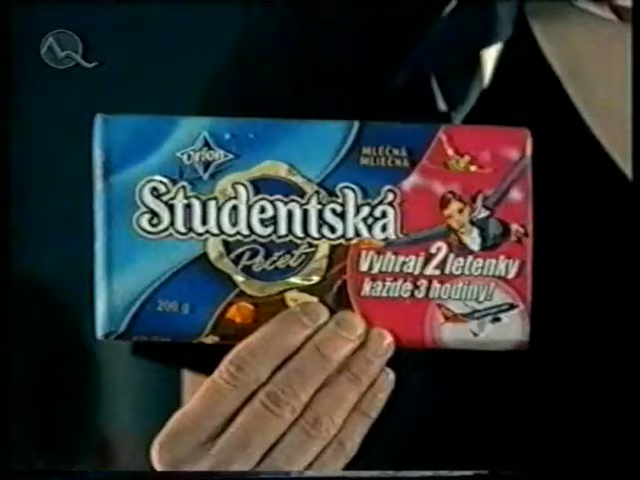 Orion
MLÉČNÁ
MLIEČNA
Studentská
Pečeť
200 g
Vyhraj 2 letenky
každé 3 hodiny!